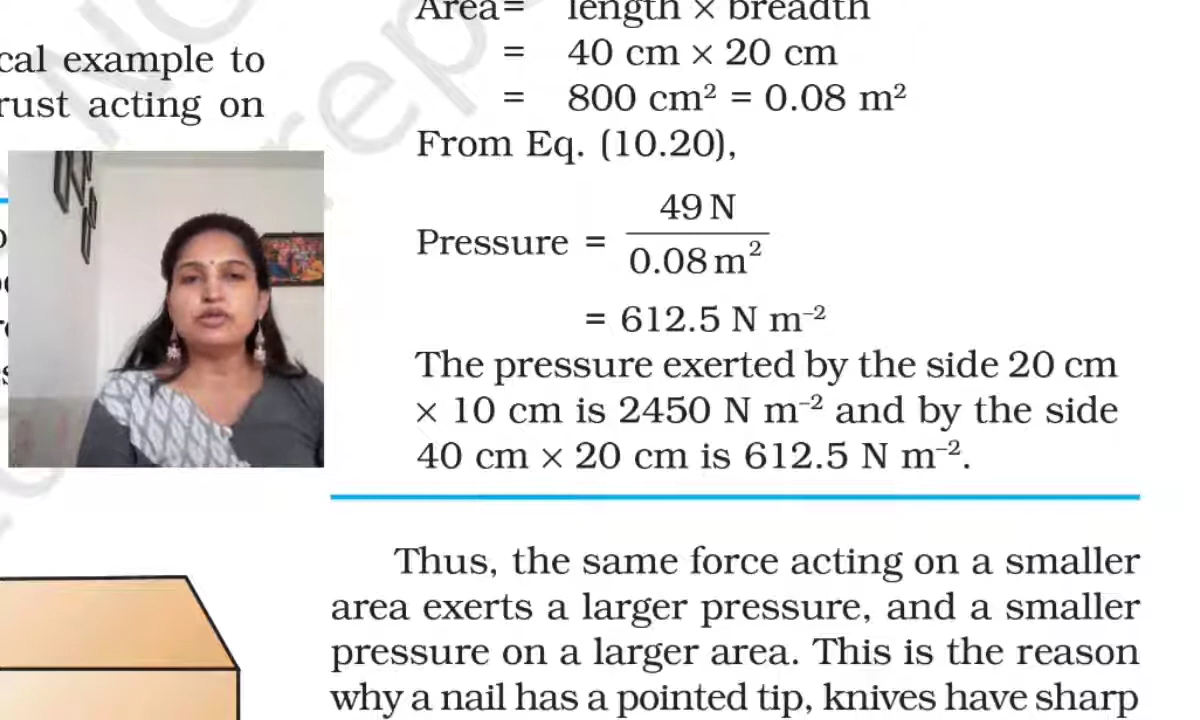 Area= length × breadth
= 40 cm × 20 cm
= 800 cm² = 0.08 m²
From Eq. (10.20),
Pressure = 49 N
0.08 m²
= 612.5 N m⁻²
The pressure exerted by the side 20 cm
× 10 cm is 2450 N m⁻² and by the side
40 cm × 20 cm is 612.5 N m⁻².
Thus, the same force acting on a smaller
area exerts a larger pressure, and a smaller
pressure on a larger area. This is the reason
why a nail has a pointed tip, knives have sharp
example to
acting on